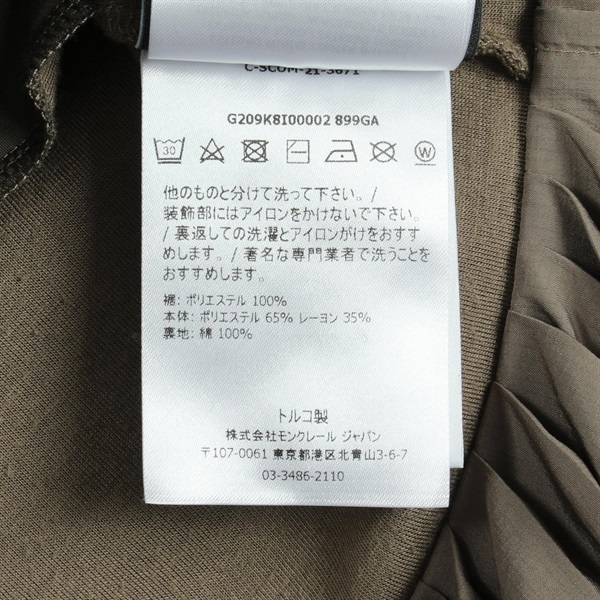 C-SCOM-21-3671
G209K8I00002 899GA
30
W
他のものと分けて洗って下さい。/
装飾部にはアイロンをかけないで下さい。
/ 裏返しての洗濯とアイロンがけをおすす
めします。/ 著名な専門業者で洗うことを
おすすめします。
裾: ポリエステル 100%
本体: ポリエステル 65% レーヨン 35%
裏地: 綿 100%
トルコ製
株式会社モンクレール ジャパン
〒107-0061 東京都港区北青山3-6-7
03-3486-2110